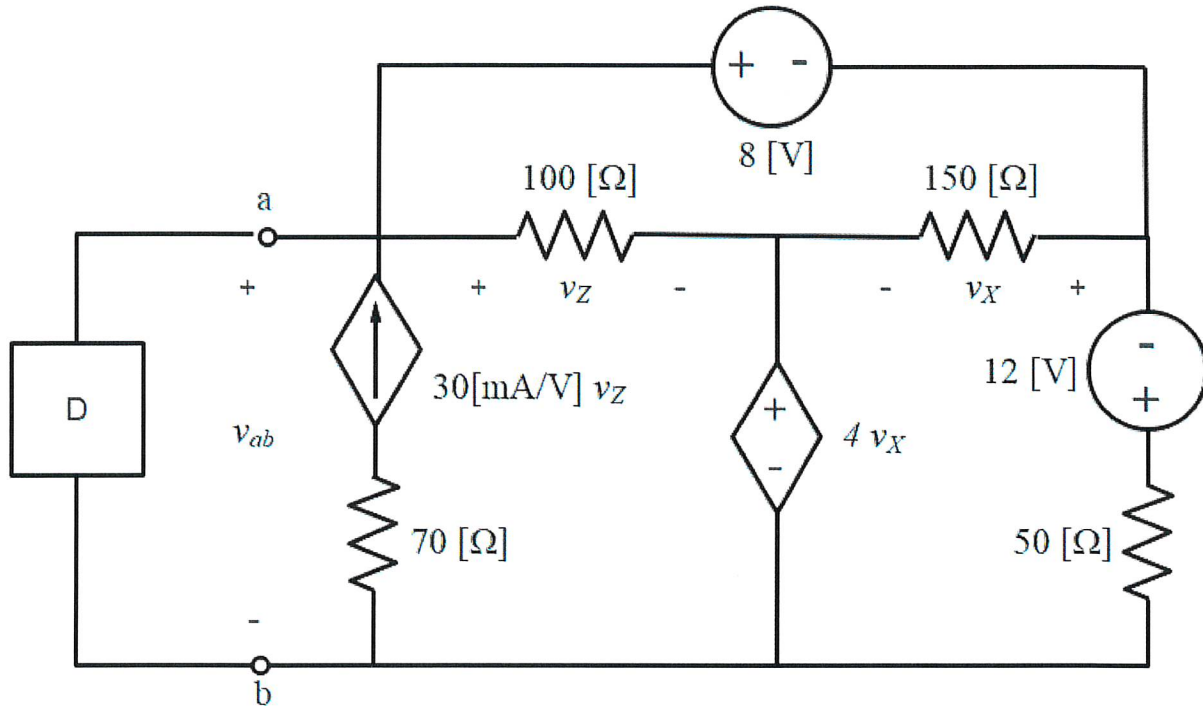 + -
8 [V]
100 [Ω]
150 [Ω]
a
+
+ vZ -
- vX +
-
12 [V]
+
30[mA/V] vZ
D
vab
+
4 vX
-
70 [Ω]
50 [Ω]
-
b